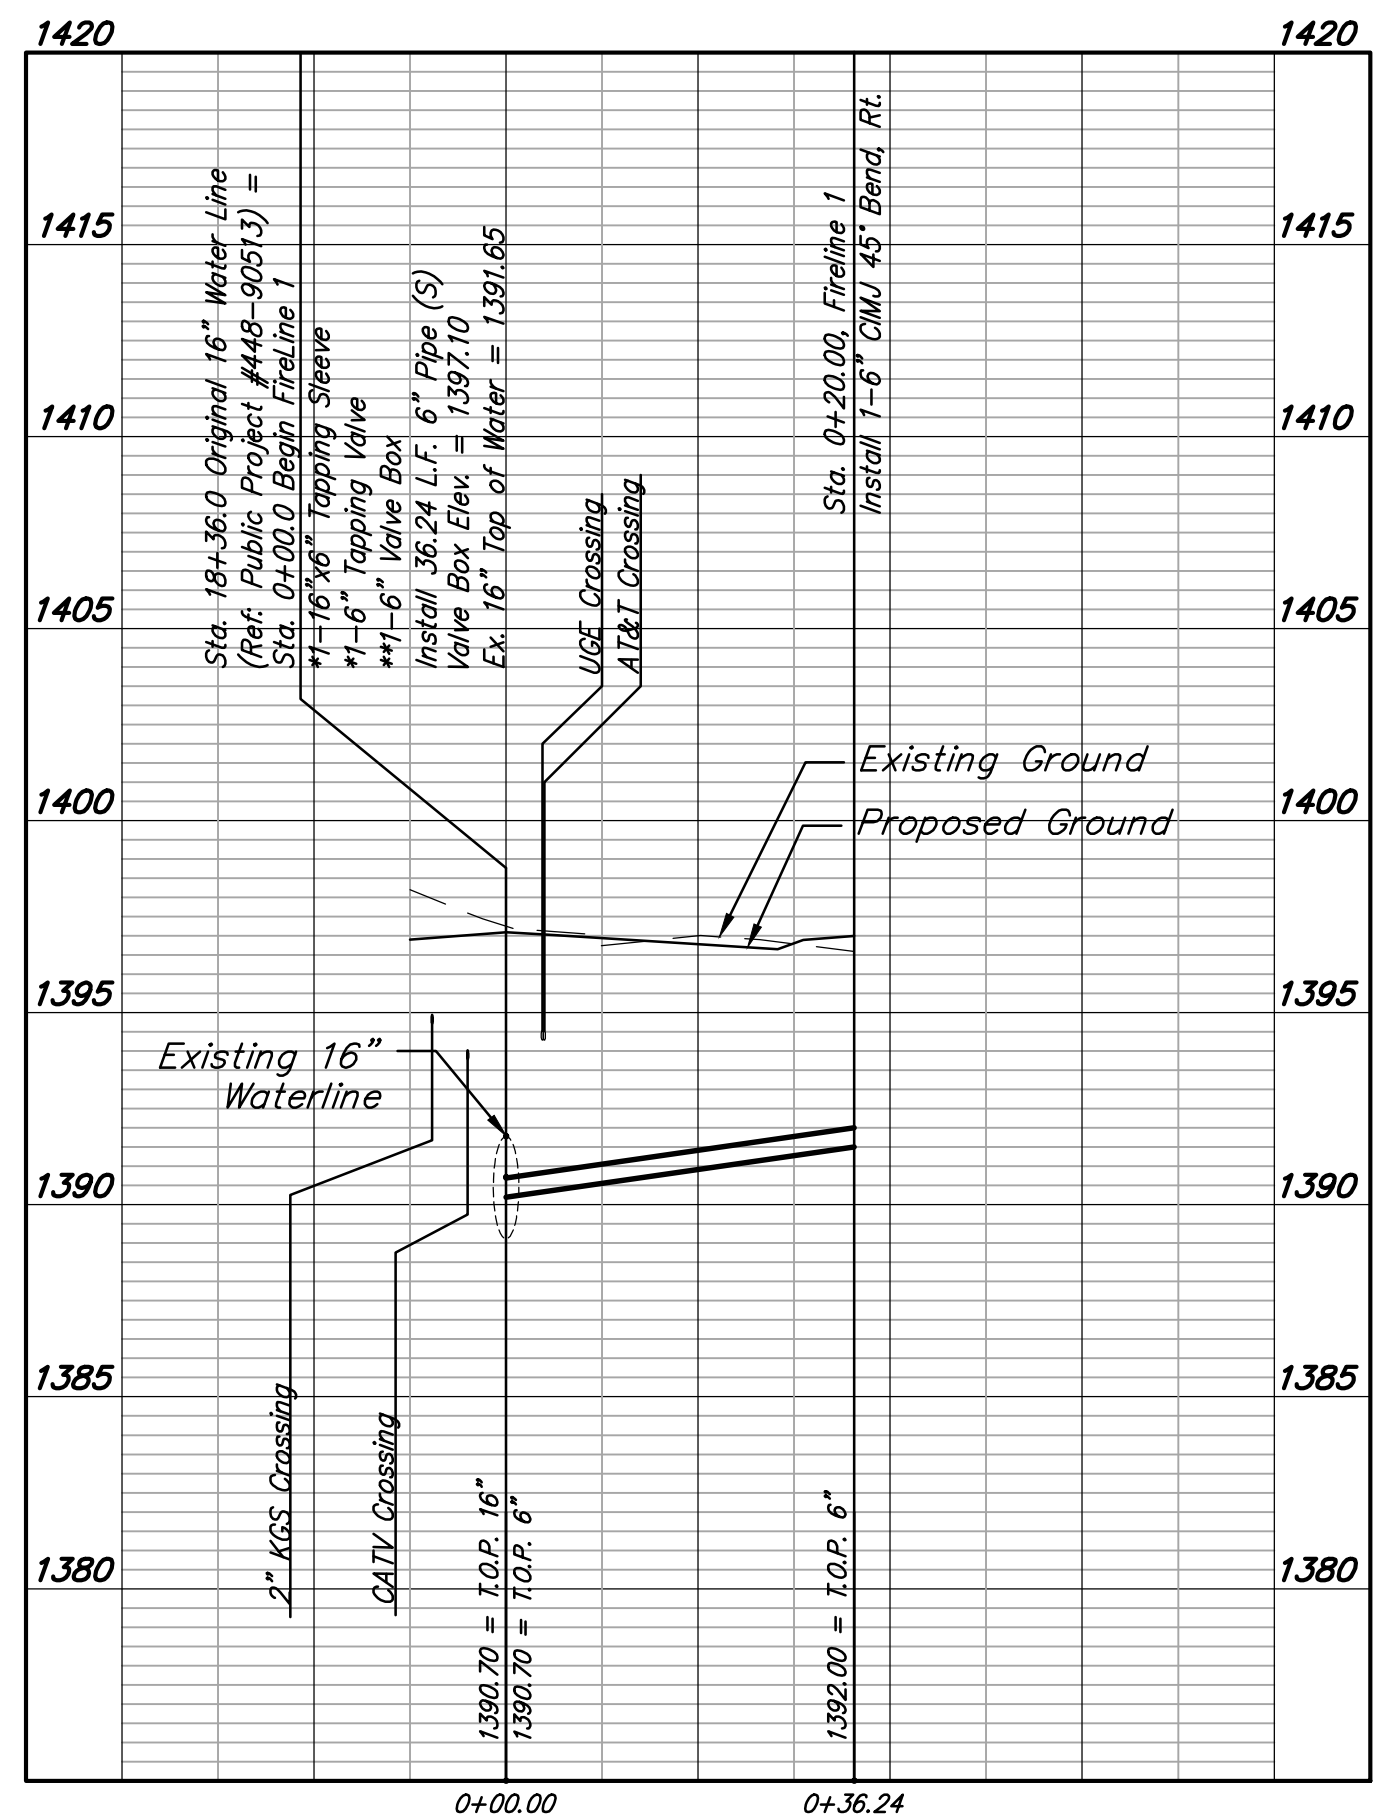 1420
1420
1415
1415
1410
1410
1405
1405
1400
1400
1395
1395
1390
1390
1385
1385
1380
1380
Sta. 18+36.0 Original 16" Water Line
(Ref: Public Project #448-90513) =
Sta. 0+00.0 Begin FireLine 1
*1-16"x6" Tapping Sleeve
*1-6" Tapping Valve
**1-6" Valve Box
Install 36.24 L.F. 6" Pipe (S)
Valve Box Elev. = 1397.10
Ex. 16" Top of Water = 1391.65
UGE Crossing
AT&T Crossing
Sta. 0+20.00, Fireline 1
Install 1-6" CIMJ 45° Bend, Rt.
Existing Ground
Proposed Ground
Existing 16"
Waterline
2" KGS Crossing
CATV Crossing
1390.70 = T.O.P. 16"
1390.70 = T.O.P. 6"
1392.00 = T.O.P. 6"
0+00.00
0+36.24